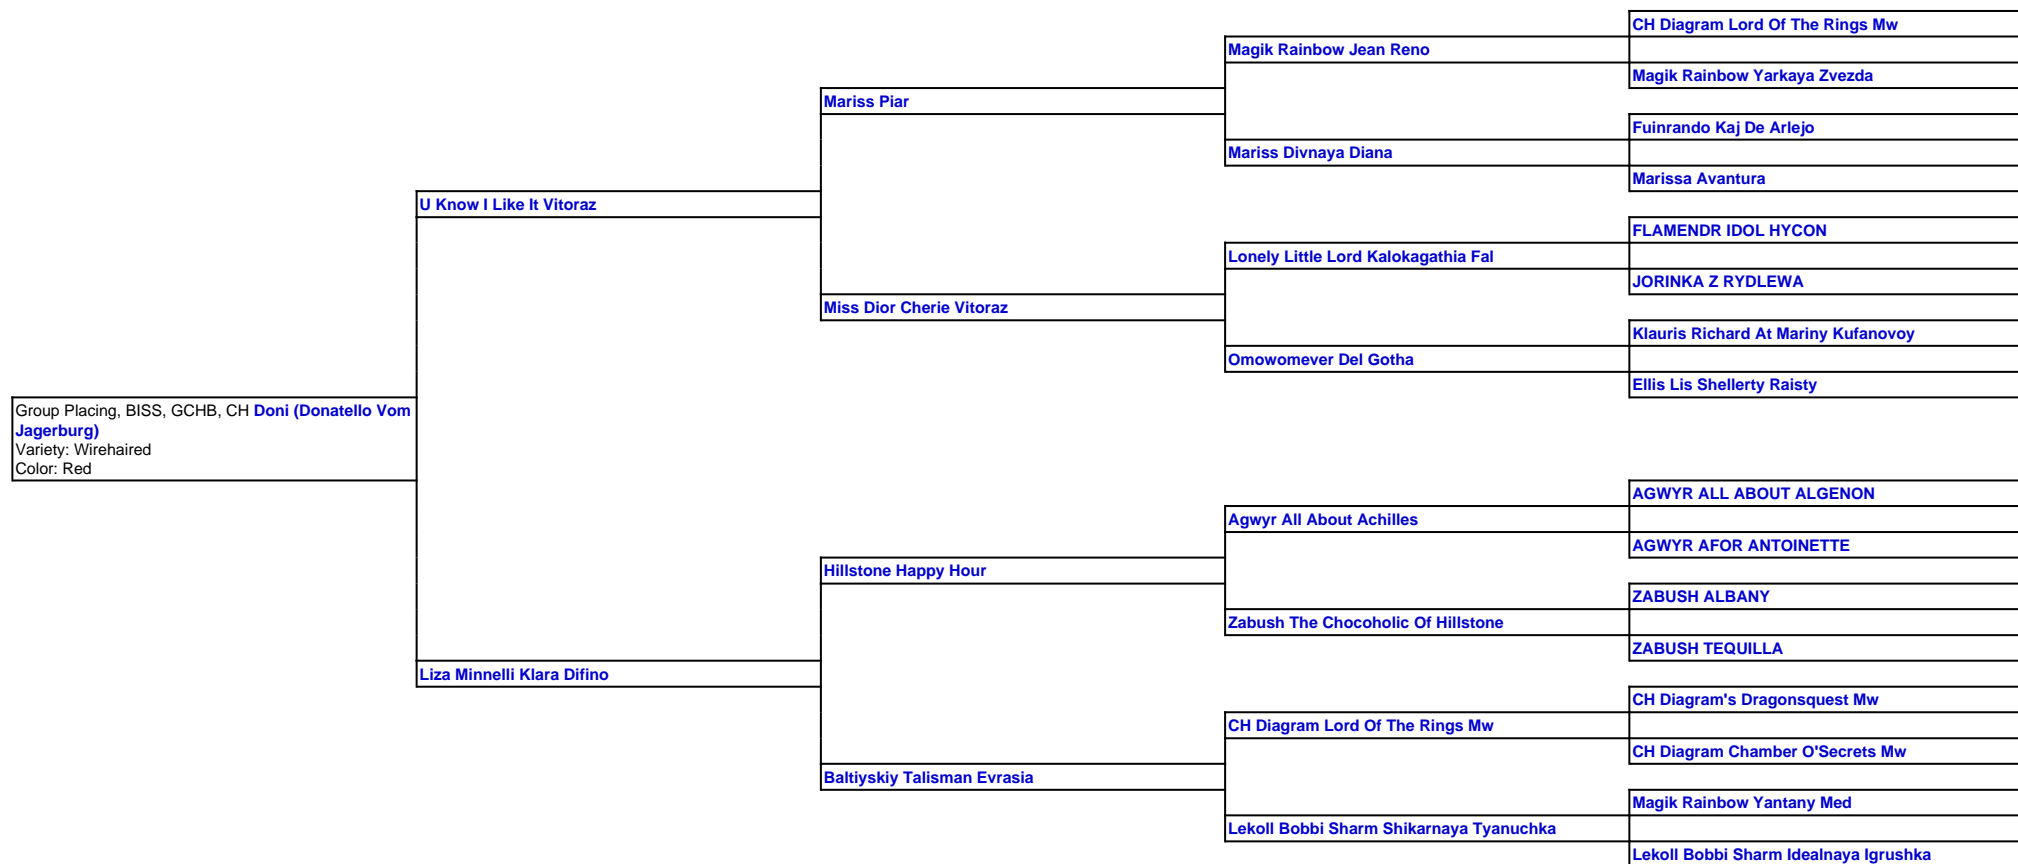 CH Diagram Lord Of The Rings Mw
Magik Rainbow Jean Reno
Magik Rainbow Yarkaya Zvezda
Mariss Piar
Fuinrando Kaj De Arlejo
Mariss Divnaya Diana
Marissa Avantura
U Know I Like It Vitoraz
FLAMENDR IDOL HYCON
Lonely Little Lord Kalokagathia Fal
JORINKA Z RYDLEWA
Miss Dior Cherie Vitoraz
Klauris Richard At Mariny Kufanovoy
Omowomever Del Gotha
Ellis Lis Shellerty Raisty
Group Placing, BISS, GCHB, CH Doni (Donatello Vom
Jagerburg)
Variety: Wirehaired
Color: Red
AGWYR ALL ABOUT ALGENON
Agwyr All About Achilles
AGWYR AFOR ANTOINETTE
Hillstone Happy Hour
ZABUSH ALBANY
Zabush The Chocoholic Of Hillstone
ZABUSH TEQUILLA
Liza Minnelli Klara Difino
CH Diagram's Dragonsquest Mw
CH Diagram Lord Of The Rings Mw
CH Diagram Chamber O'Secrets Mw
Baltiyskiy Talisman Evrasia
Magik Rainbow Yantany Med
Lekoll Bobbi Sharm Shikarnaya Tyanuchka
Lekoll Bobbi Sharm Idealnaya Igrushka